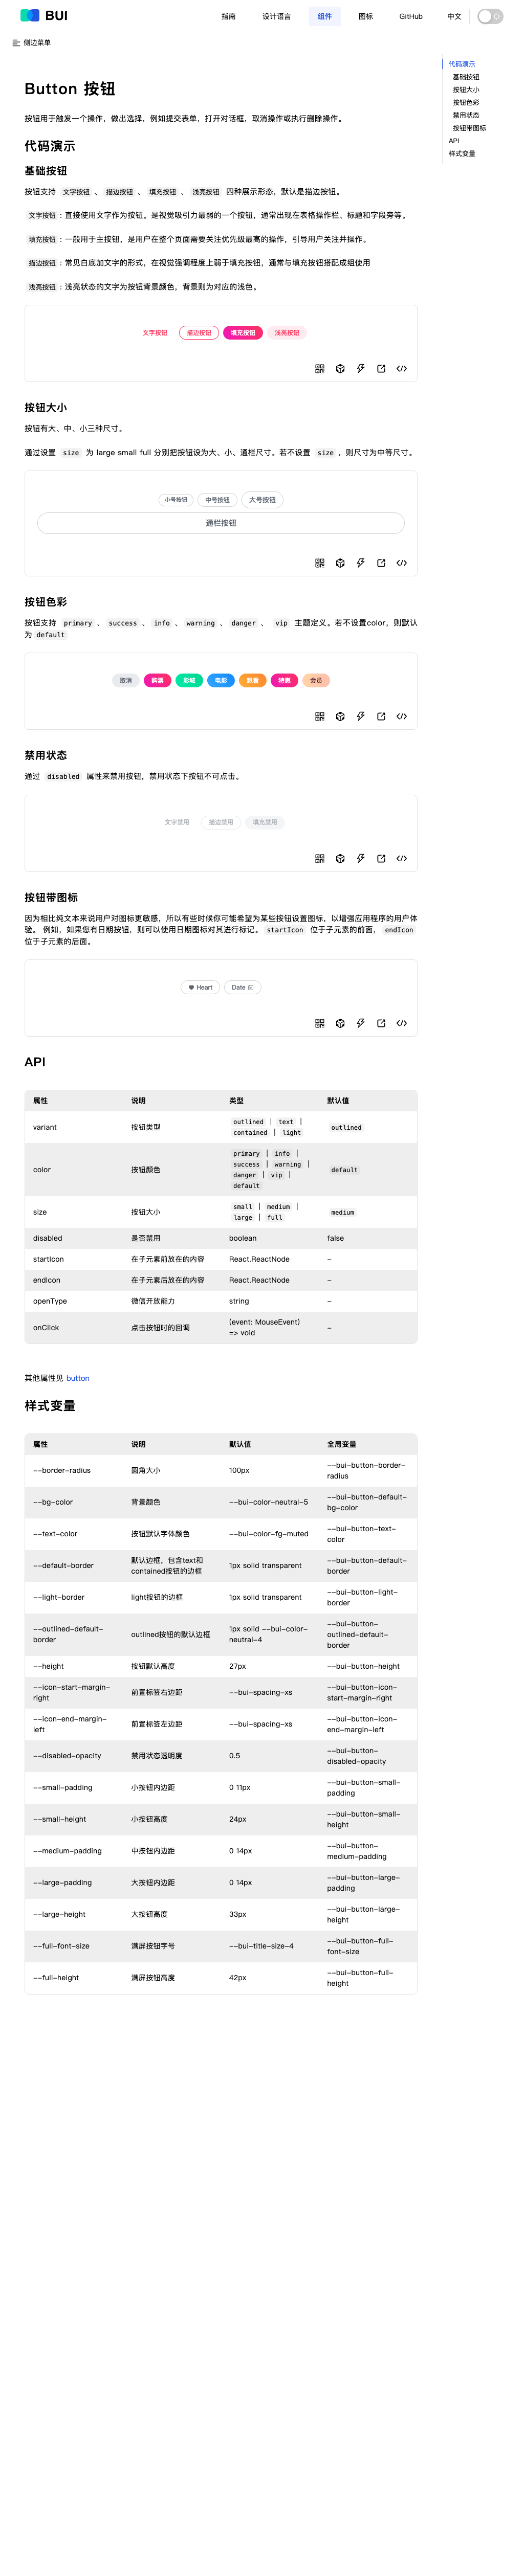 BUI
指南 设计语言 组件 图标 GitHub 中文
侧边菜单
代码演示
基础按钮
按钮大小
按钮色彩
禁用状态
按钮带图标
API
样式变量
Button 按钮
按钮用于触发一个操作，做出选择，例如提交表单，打开对话框，取消操作或执行删除操作。
代码演示
基础按钮
按钮支持 文字按钮 、 描边按钮 、 填充按钮 、 浅亮按钮 四种展示形态，默认是描边按钮。
文字按钮 : 直接使用文字作为按钮。是视觉吸引力最弱的一个按钮，通常出现在表格操作栏、标题和字段旁等。
填充按钮 : 一般用于主按钮，是用户在整个页面需要关注优先级最高的操作，引导用户关注并操作。
描边按钮 : 常见白底加文字的形式，在视觉强调程度上弱于填充按钮，通常与填充按钮搭配成组使用
浅亮按钮 : 浅亮状态的文字为按钮背景颜色，背景则为对应的浅色。
文字按钮 描边按钮 填充按钮 浅亮按钮
按钮大小
按钮有大、中、小三种尺寸。
通过设置 size 为 large small full 分别把按钮设为大、小、通栏尺寸。若不设置 size ，则尺寸为中等尺寸。
小号按钮 中号按钮 大号按钮
通栏按钮
按钮色彩
按钮支持 primary 、 success 、 info 、 warning 、 danger 、 vip 主题定义。若不设置color，则默认
为 default
取消 购票 影城 电影 想看 特惠 会员
禁用状态
通过 disabled 属性来禁用按钮，禁用状态下按钮不可点击。
文字禁用 描边禁用 填充禁用
按钮带图标
因为相比纯文本来说用户对图标更敏感，所以有些时候你可能希望为某些按钮设置图标，以增强应用程序的用户体
验。 例如，如果您有日期按钮，则可以使用日期图标对其进行标记。 startIcon 位于子元素的前面， endIcon
位于子元素的后面。
Heart Date
API
属性 说明 类型 默认值
variant 按钮类型 outlined | text | contained | light outlined
color 按钮颜色 primary | info | success | warning | danger | vip | default default
size 按钮大小 small | medium | large | full medium
disabled 是否禁用 boolean false
startIcon 在子元素前放在的内容 React.ReactNode -
endIcon 在子元素后放在的内容 React.ReactNode -
openType 微信开放能力 string -
onClick 点击按钮时的回调 (event: MouseEvent) => void -
其他属性见 button
样式变量
属性 说明 默认值 全局变量
--border-radius 圆角大小 100px --bui-button-border-radius
--bg-color 背景颜色 --bui-color-neutral-5 --bui-button-default-bg-color
--text-color 按钮默认字体颜色 --bui-color-fg-muted --bui-button-text-color
--default-border 默认边框，包含text和contained按钮的边框 1px solid transparent --bui-button-default-border
--light-border light按钮的边框 1px solid transparent --bui-button-light-border
--outlined-default-border outlined按钮的默认边框 1px solid --bui-color-neutral-4 --bui-button-outlined-default-border
--height 按钮默认高度 27px --bui-button-height
--icon-start-margin-right 前置标签右边距 --bui-spacing-xs --bui-button-icon-start-margin-right
--icon-end-margin-left 前置标签左边距 --bui-spacing-xs --bui-button-icon-end-margin-left
--disabled-opacity 禁用状态透明度 0.5 --bui-button-disabled-opacity
--small-padding 小按钮内边距 0 11px --bui-button-small-padding
--small-height 小按钮高度 24px --bui-button-small-height
--medium-padding 中按钮内边距 0 14px --bui-button-medium-padding
--large-padding 大按钮内边距 0 14px --bui-button-large-padding
--large-height 大按钮高度 33px --bui-button-large-height
--full-font-size 满屏按钮字号 --bui-title-size-4 --bui-button-full-font-size
--full-height 满屏按钮高度 42px --bui-button-full-height